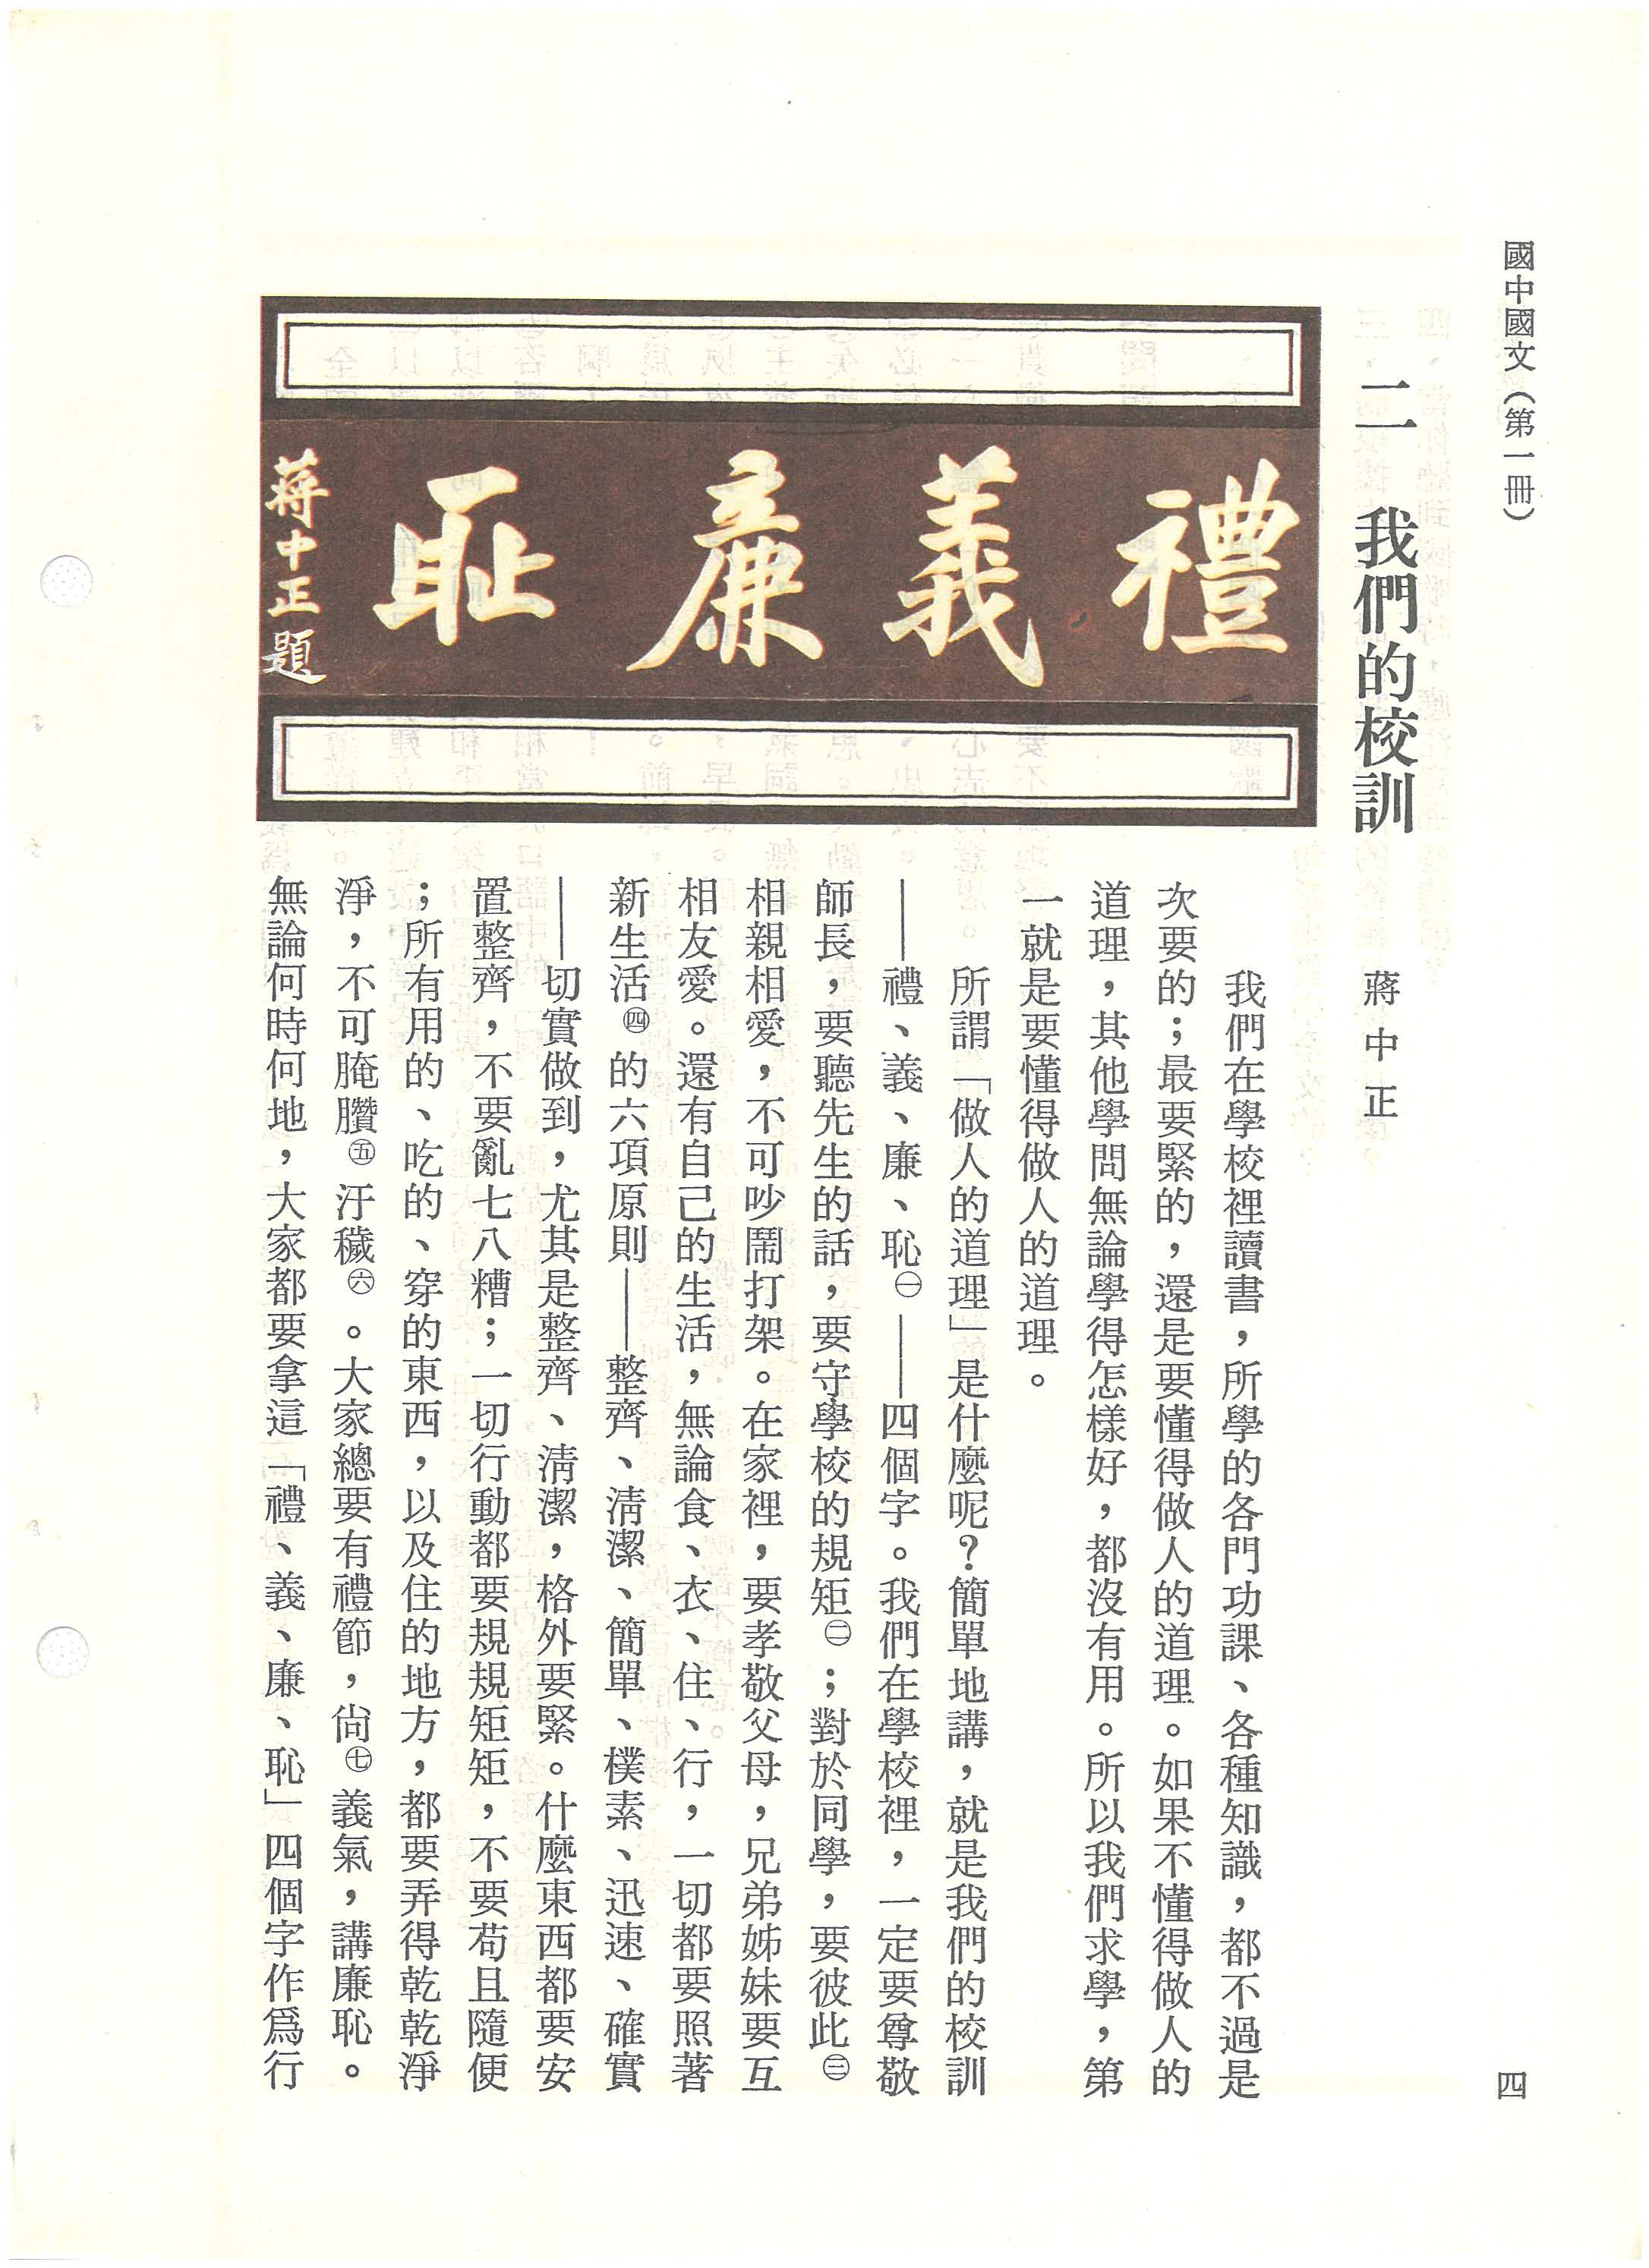 國中國文(第一冊)
四
二 我們的校訓
蔣中正
禮義廉恥
蔣中正題
我們在學校裡讀書，所學的各門功課、各種知識，都不過是
次要的；最要緊的，還是要懂得做人的道理。如果不懂得做人的
道理，其他學問無論學得怎樣好，都沒有用。所以我們求學，第
一就是要懂得做人的道理。
所謂「做人的道理」是什麼呢？簡單地講，就是我們的校訓
——禮、義、廉、恥㊀——四個字。我們在學校裡，一定要尊敬
師長，要聽先生的話，要守學校的規矩㊁；對於同學，要彼此㊂
相親相愛，不可吵鬧打架。在家裡，要孝敬父母，兄弟姊妹要互
相友愛。還有自己的生活，無論食、衣、住、行，一切都要照著
新生活㊃的六項原則——整齊、清潔、簡單、樸素、迅速、確實
——切實做到，尤其是整齊、清潔，格外要緊。什麼東西都要安
置整齊，不要亂七八糟；一切行動都要規規矩矩，不要苟且隨便
；所有用的、吃的、穿的東西，以及住的地方，都要弄得乾乾淨
淨，不可腌臢㊄汙穢㊅。大家總要有禮節，尚㊆義氣，講廉恥。
無論何時何地，大家都要拿這「禮、義、廉、恥」四個字作爲行